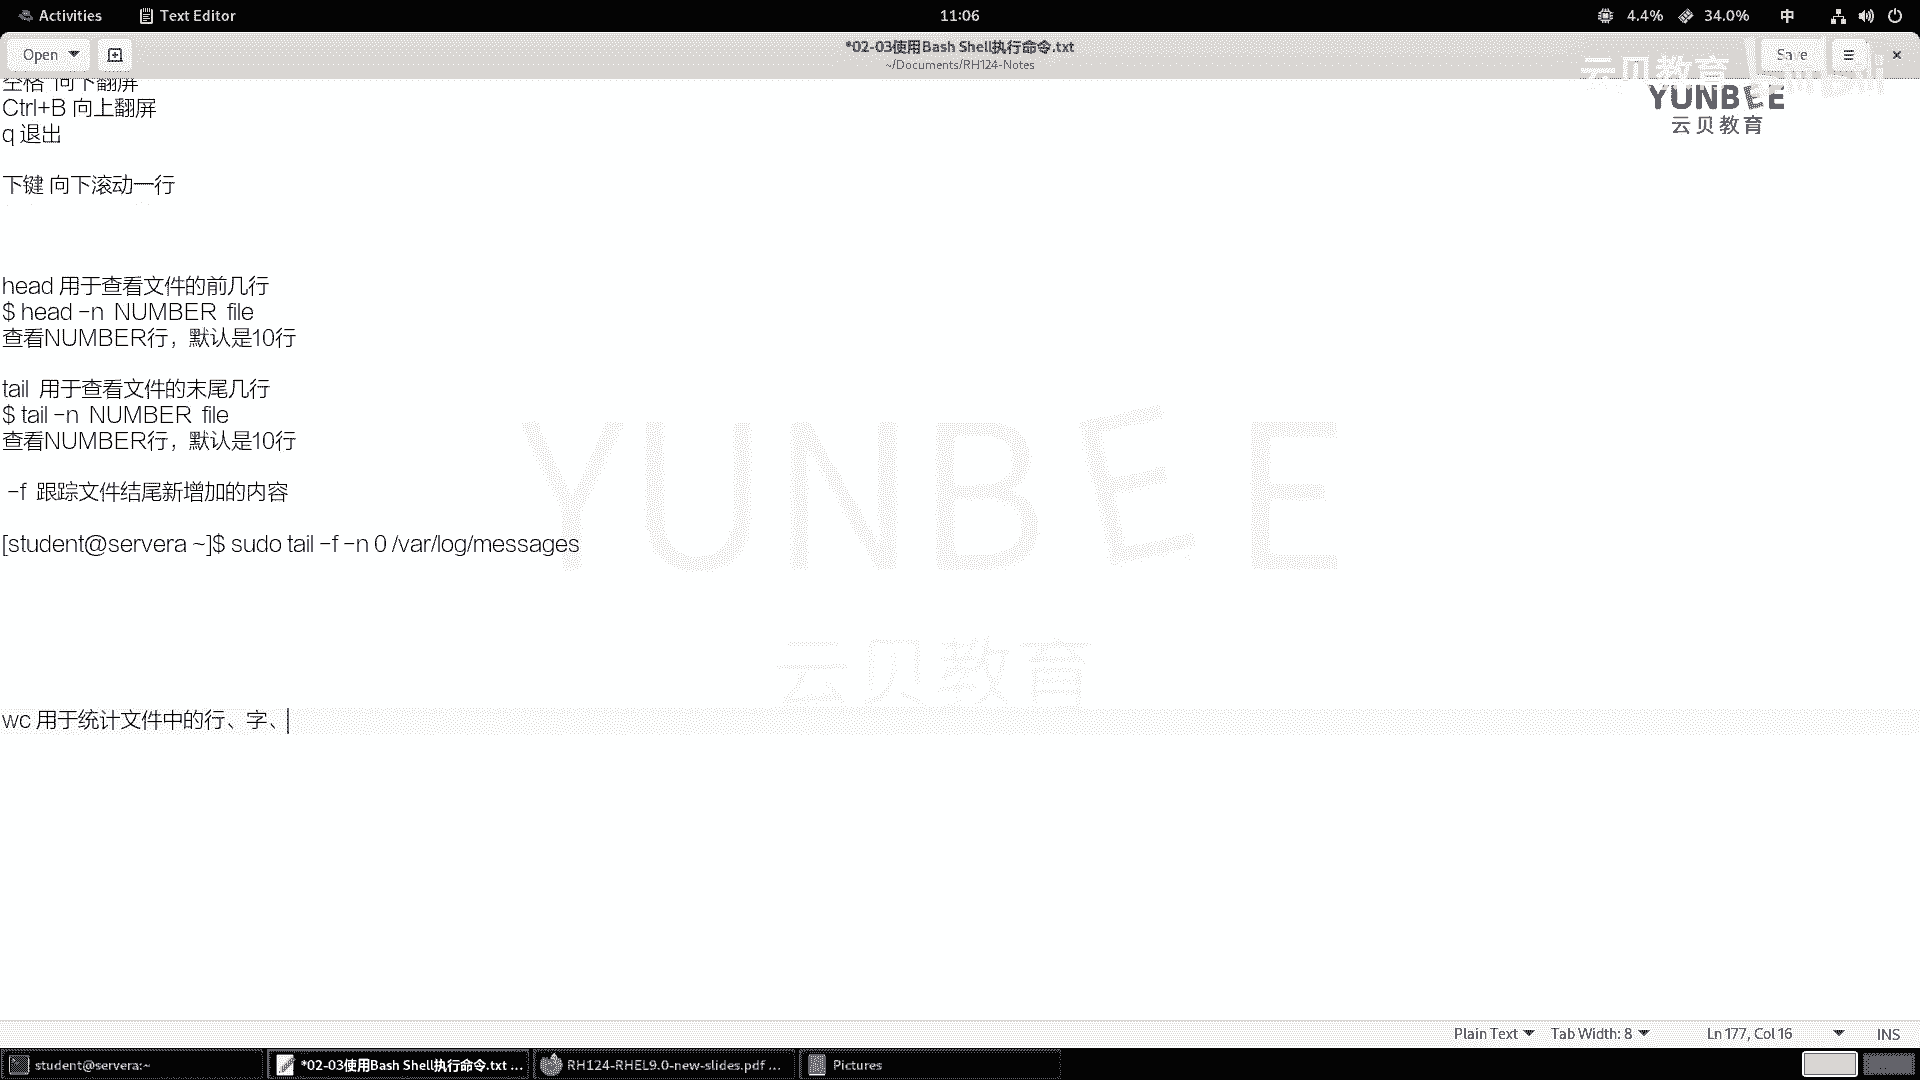 Activities
Text Editor
11:06
4.4%
34.0%
中
Open
*02-03使用Bash Shell执行命令.txt
~/Documents/RH124-Notes
Save
云贝教育
bilibili
YUNBEE
云贝教育
空格 向下翻屏
Ctrl+B 向上翻屏
q 退出
下键 向下滚动一行
head 用于查看文件的前几行
$ head -n NUMBER file
查看NUMBER行，默认是10行
tail 用于查看文件的末尾几行
$ tail -n NUMBER file
查看NUMBER行，默认是10行
-f 跟踪文件结尾新增加的内容
[student@servera ~]$ sudo tail -f -n 0 /var/log/messages
YUNBEE
云贝教育
wc 用于统计文件中的行、字、
Plain Text
Tab Width: 8
Ln 177, Col 16
INS
student@servera:~
*02-03使用Bash Shell执行命令.txt ...
RH124-RHEL9.0-new-slides.pdf ...
Pictures